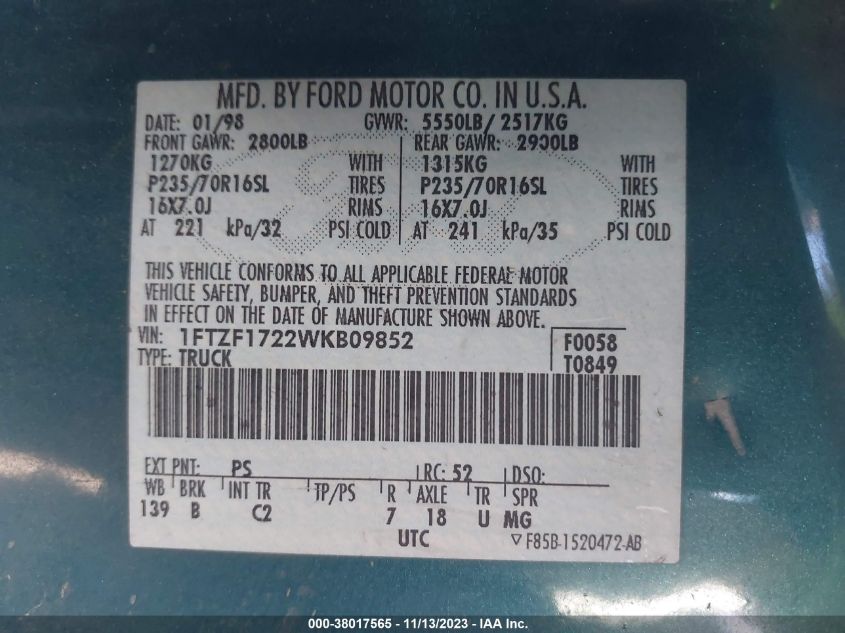 MFD. BY FORD MOTOR CO. IN U.S.A.
DATE: 01/98 GVWR: 5550LB/ 2517KG
FRONT GAWR: 2800LB REAR GAWR: 2900LB
1270KG WITH 1315KG WITH
P235/70R16SL TIRES P235/70R16SL TIRES
16X7.0J RIMS 16X7.0J RIMS
AT 221 kPa/32 PSI COLD AT 241 kPa/35 PSI COLD
THIS VEHICLE CONFORMS TO ALL APPLICABLE FEDERAL MOTOR
VEHICLE SAFETY, BUMPER, AND THEFT PREVENTION STANDARDS
IN EFFECT ON THE DATE OF MANUFACTURE SHOWN ABOVE.
VIN: 1FTZF1722WKB09852 F0058
TYPE: TRUCK T0849
EXT PNT: PS RC: 52 DSO:
WB BRK INT TR TP/PS R AXLE TR SPR
139 B C2 7 18 U MG
UTC F85B-1520472-AB
000-38017565 - 11/13/2023 - COPYRIGHT © 2023 IAA, INC.